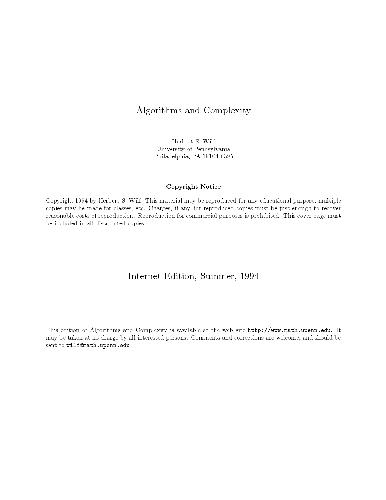 Algorithms and Complexity
Herbert S. Wilf
University of Pennsylvania
Philadelphia, PA 19104-6395
Copyright Notice
Copyright 1994 by Herbert S. Wilf. This material may be reproduced for any educational purpose, multiple
copies may be made for classes, etc. Charges, if any, for reproduced copies must be just enough to recover
reasonable costs of reproduction. Reproduction for commercial purposes is prohibited. This cover page must
be included in all distributed copies.
Internet Edition, Summer, 1994
This edition of Algorithms and Complexity is available at the web site http://www.math.upenn.edu. It
may be taken at no charge by all interested persons. Comments and corrections are welcome, and should be
sent to wilf@math.upenn.edu